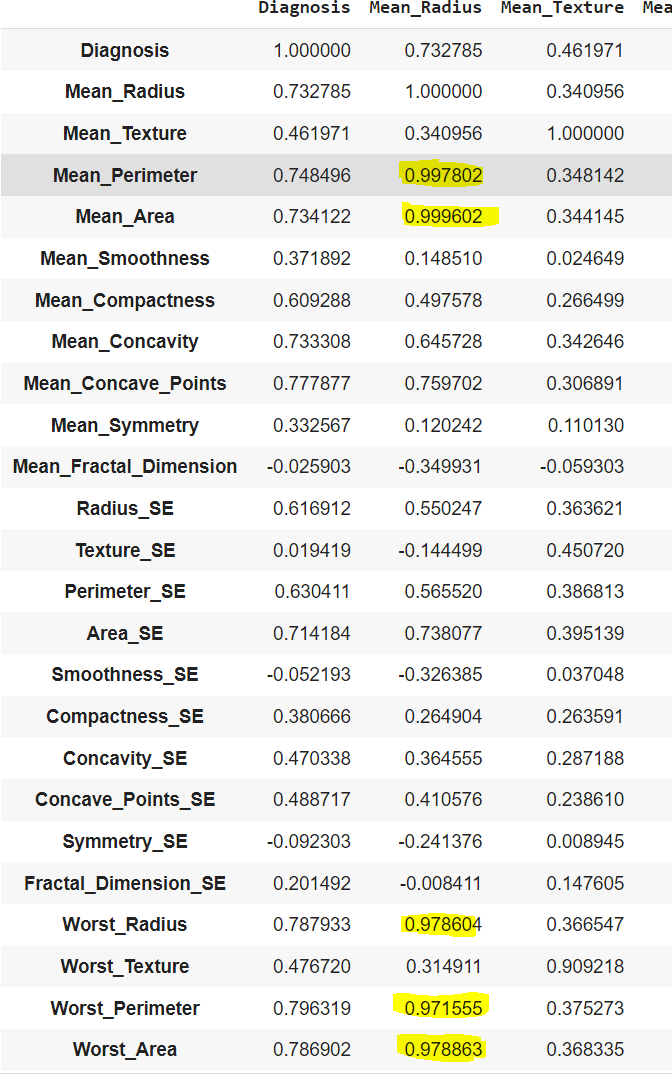 Diagnosis Mean_Radius Mean_Texture Mea
Diagnosis 1.000000 0.732785 0.461971
Mean_Radius 0.732785 1.000000 0.340956
Mean_Texture 0.461971 0.340956 1.000000
Mean_Perimeter 0.748496 0.997802 0.348142
Mean_Area 0.734122 0.999602 0.344145
Mean_Smoothness 0.371892 0.148510 0.024649
Mean_Compactness 0.609288 0.497578 0.266499
Mean_Concavity 0.733308 0.645728 0.342646
Mean_Concave_Points 0.777877 0.759702 0.306891
Mean_Symmetry 0.332567 0.120242 0.110130
Mean_Fractal_Dimension -0.025903 -0.349931 -0.059303
Radius_SE 0.616912 0.550247 0.363621
Texture_SE 0.019419 -0.144499 0.450720
Perimeter_SE 0.630411 0.565520 0.386813
Area_SE 0.714184 0.738077 0.395139
Smoothness_SE -0.052193 -0.326385 0.037048
Compactness_SE 0.380666 0.264904 0.263591
Concavity_SE 0.470338 0.364555 0.287188
Concave_Points_SE 0.488717 0.410576 0.238610
Symmetry_SE -0.092303 -0.241376 0.008945
Fractal_Dimension_SE 0.201492 -0.008411 0.147605
Worst_Radius 0.787933 0.978604 0.366547
Worst_Texture 0.476720 0.314911 0.909218
Worst_Perimeter 0.796319 0.971555 0.375273
Worst_Area 0.786902 0.978863 0.368335